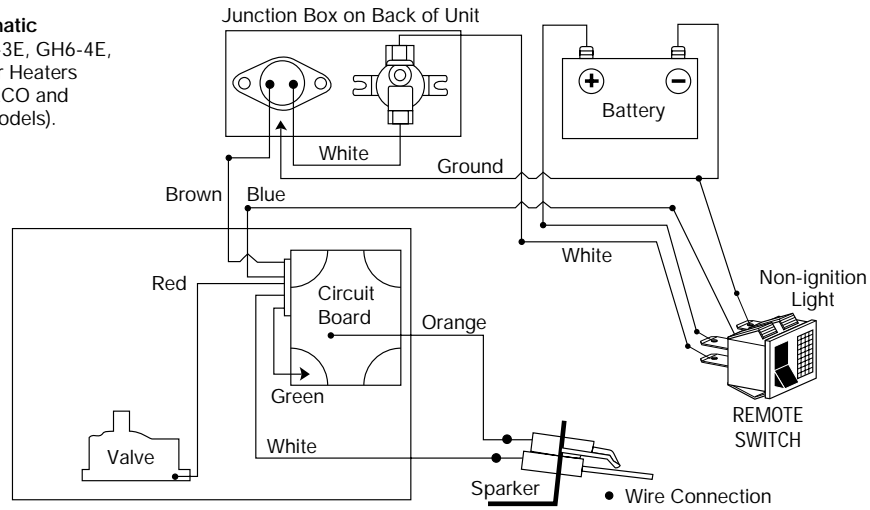 matic
-3E, GH6-4E,
r Heaters
CO and
odels).
Junction Box on Back of Unit
+
−
Battery
White
Ground
Brown
Blue
White
Red
Circuit
Board
Orange
Non-ignition
Light
Green
REMOTE
SWITCH
White
Valve
Sparker
Wire Connection